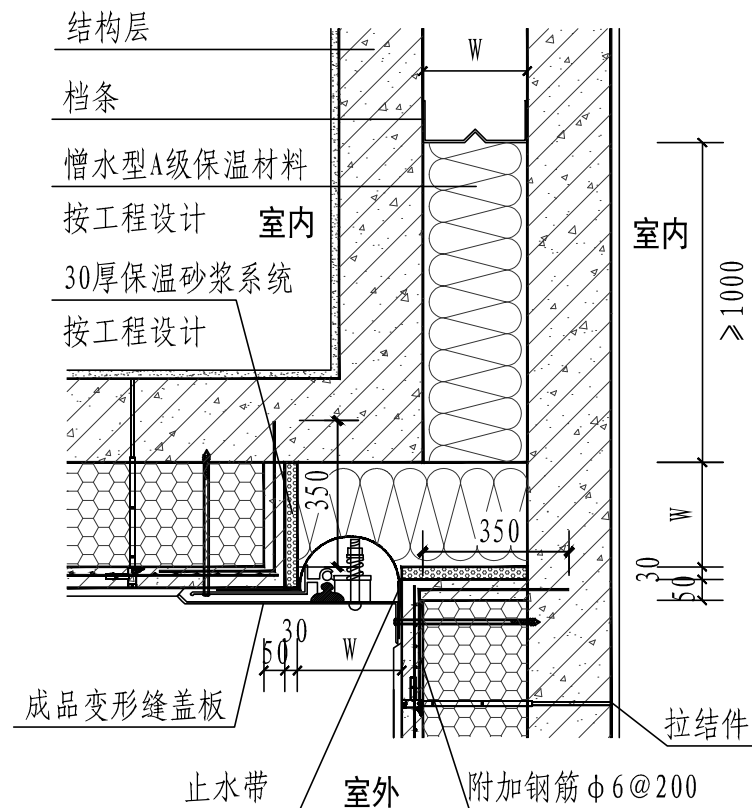 结构层
W
档条
憎水型A级保温材料
按工程设计
室内
室内
30厚保温砂浆系统
按工程设计
≥1000
350
350
W
30
50
30
50
W
成品变形缝盖板
拉结件
止水带
室外
附加钢筋ϕ6@200